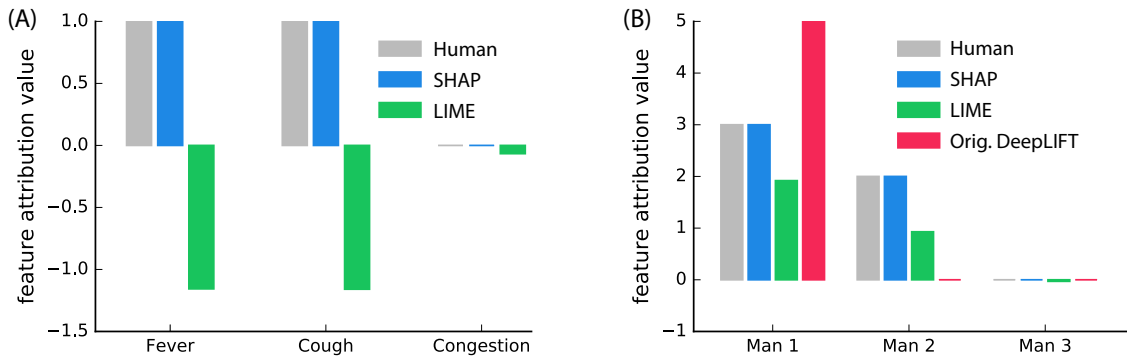 (A)
feature attribution value
1.0
0.5
0.0
−0.5
−1.0
−1.5
Human
SHAP
LIME
Fever
Cough
Congestion
(B)
feature attribution value
5
4
3
2
1
0
−1
Human
SHAP
LIME
Orig. DeepLIFT
Man 1
Man 2
Man 3